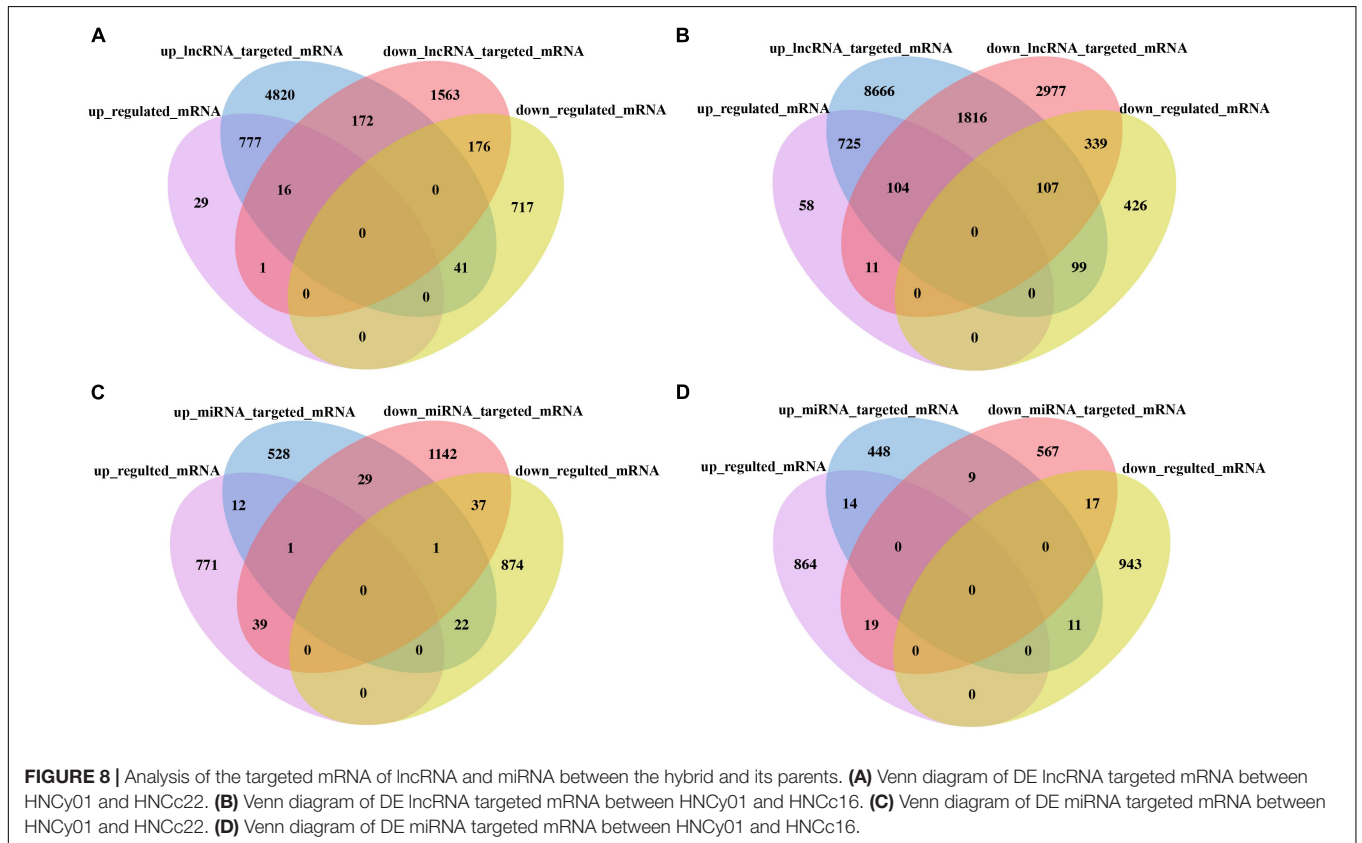 A
B
up_lncRNA_targeted_mRNA
down_lncRNA_targeted_mRNA
up_lncRNA_targeted_mRNA
down_lncRNA_targeted_mRNA
4820
1563
8666
2977
up_regulated_mRNA
down_regulated_mRNA
up_regulated_mRNA
down_regulated_mRNA
172
1816
777
176
725
339
16
0
104
107
29
717
58
426
0
0
1
41
11
99
0
0
0
0
0
0
C
D
up_miRNA_targeted_mRNA
down_miRNA_targeted_mRNA
up_miRNA_targeted_mRNA
down_miRNA_targeted_mRNA
528
1142
448
567
up_regulted_mRNA
down_regulted_mRNA
up_regulted_mRNA
down_regulted_mRNA
29
9
12
37
14
17
1
1
0
0
771
874
864
943
0
0
39
22
19
11
0
0
0
0
0
0
FIGURE 8 | Analysis of the targeted mRNA of lncRNA and miRNA between the hybrid and its parents. (A) Venn diagram of DE lncRNA targeted mRNA between
HNCy01 and HNCc22. (B) Venn diagram of DE lncRNA targeted mRNA between HNCy01 and HNCc16. (C) Venn diagram of DE miRNA targeted mRNA between
HNCy01 and HNCc22. (D) Venn diagram of DE miRNA targeted mRNA between HNCy01 and HNCc16.